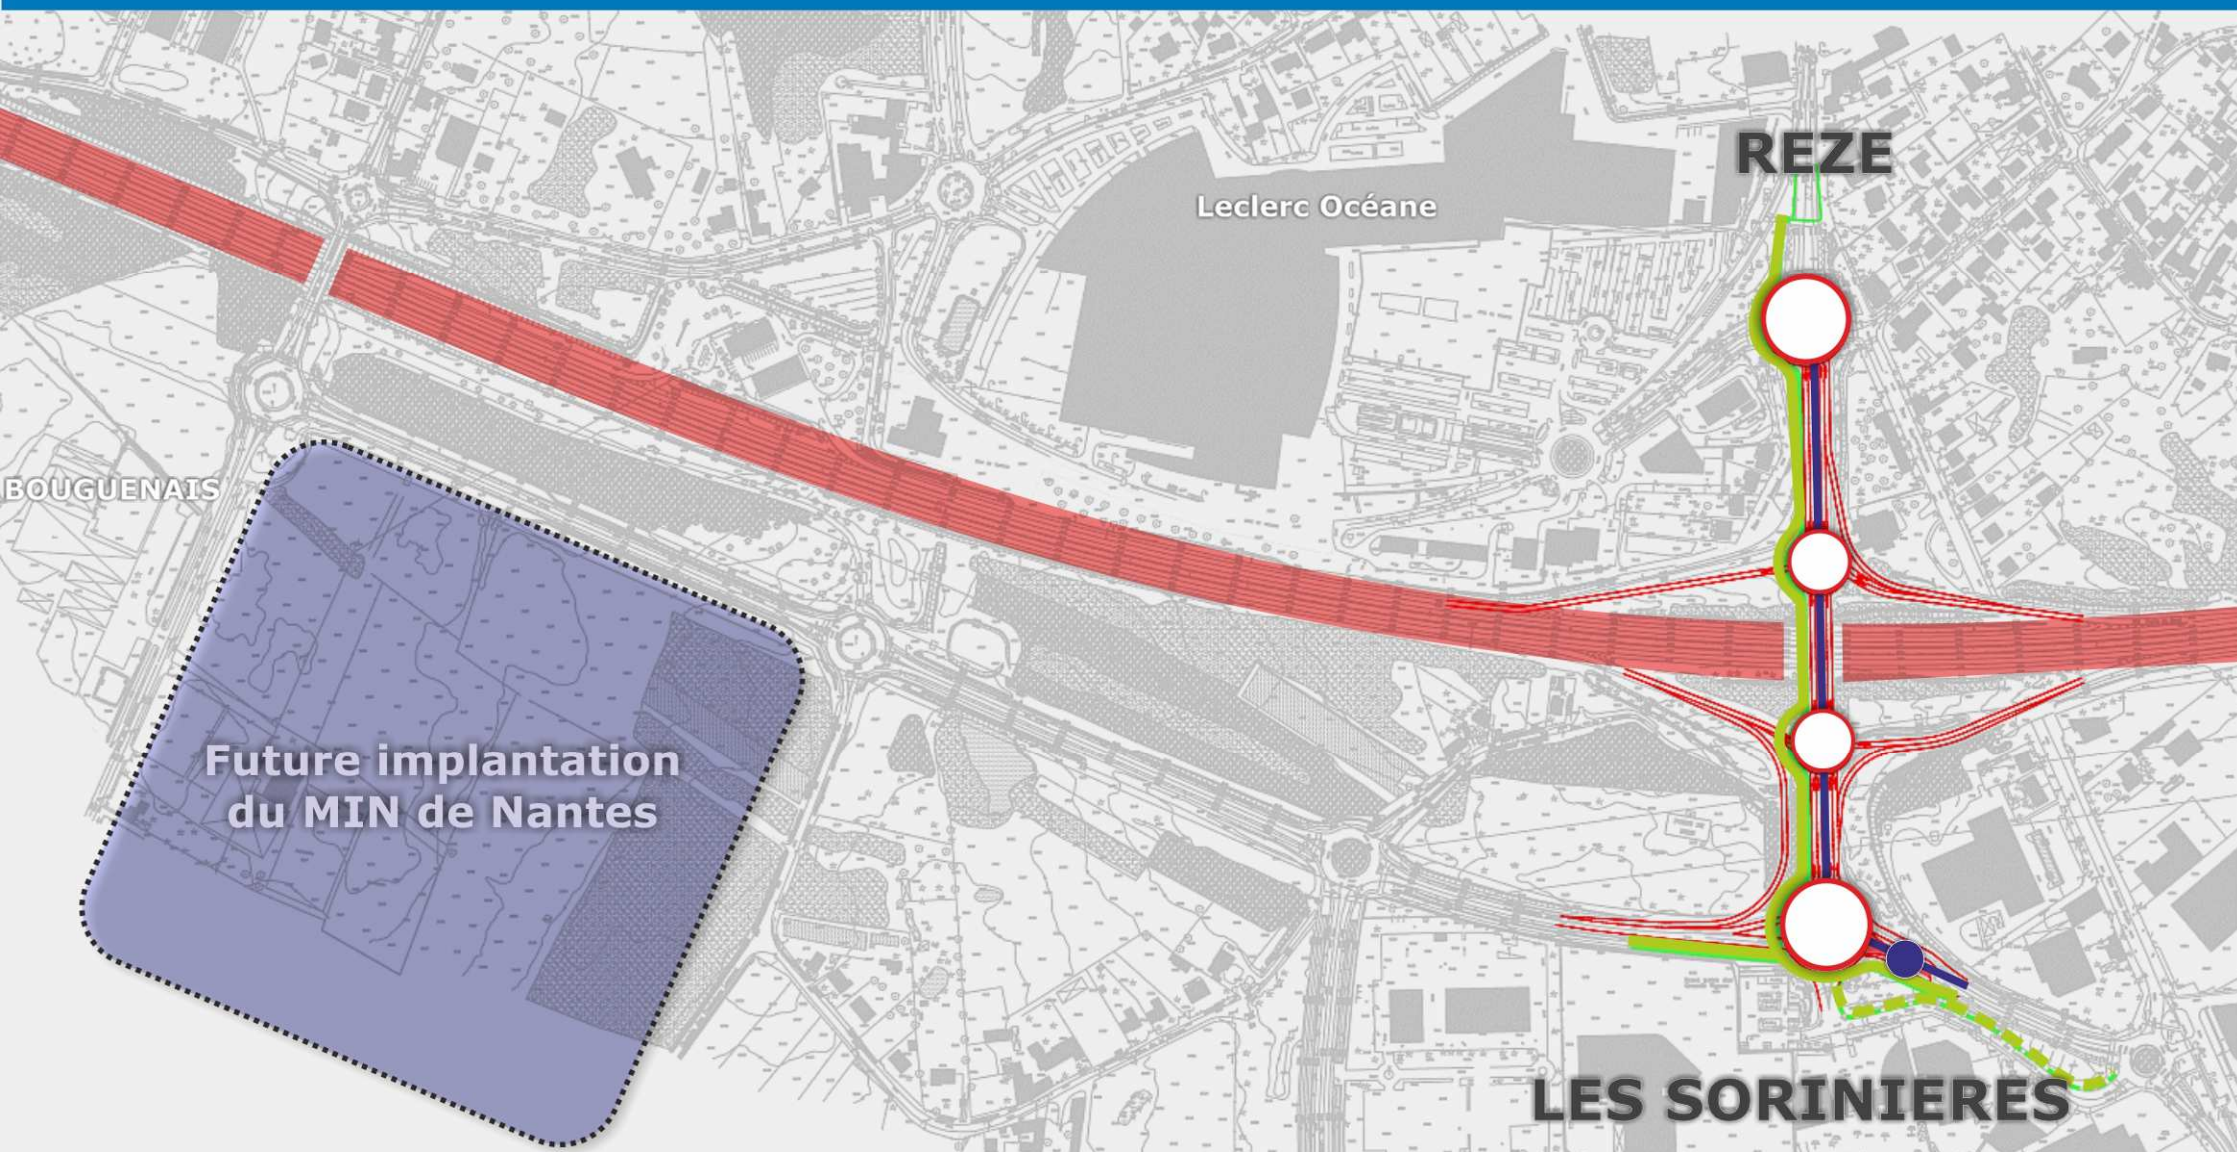 REZE
Leclerc Océane
BOUGUENAIS
Future implantation
du MIN de Nantes
LES SORINIERES